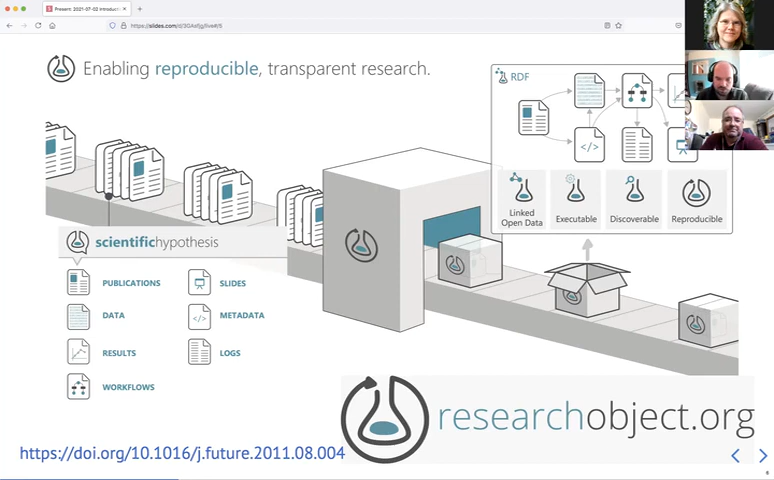 Present: 2021-07-02 Introduct
https://slides.com/d/3GAsfjg/live#/5
Enabling reproducible, transparent research.
RDF
</>
Linked
Open Data
Executable
Discoverable
Reproducible
scientifichypothesis
PUBLICATIONS
SLIDES
DATA
</>
METADATA
RESULTS
LOGS
WORKFLOWS
researchobject.org
https://doi.org/10.1016/j.future.2011.08.004
6